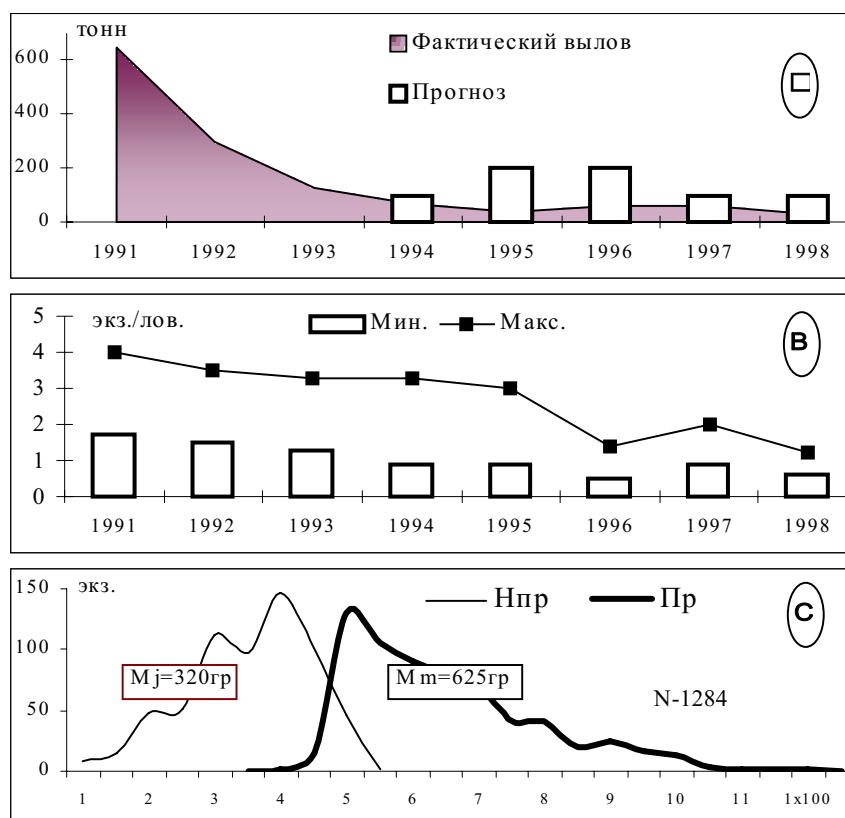 тонн
Фактический вылов
Прогноз
600
400
200
0
1991 1992 1993 1994 1995 1996 1997 1998
экз./лов.
Мин. Макс.
B
5
4
3
2
1
0
1991 1992 1993 1994 1995 1996 1997 1998
экз.
Нпр Пр
C
150
100
50
0
Mj=320гр
Mm=625гр
N-1284
1 2 3 4 5 6 7 8 9 10 11 1x100